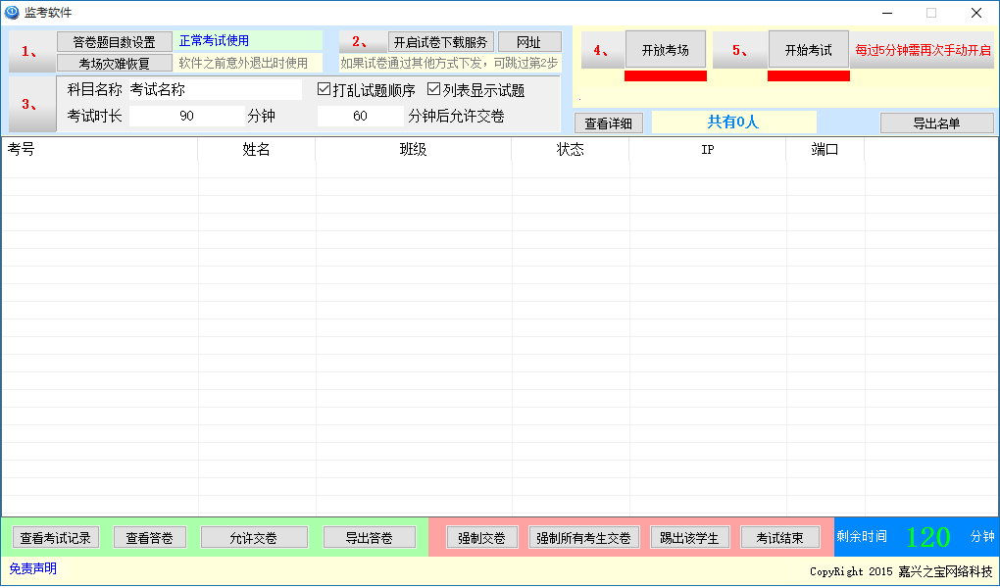 监考软件
1、 答卷题目数设置 正常考试使用 2、 开启试卷下载服务 网址
考场灾难恢复 软件之前意外退出时使用 如果试卷通过其他方式下发，可跳过第2步
4、 开放考场 5、 开始考试 每过5分钟需再次手动开启
3、 科目名称 考试名称 打乱试题顺序 列表显示试题
考试时长 90 分钟 60 分钟后允许交卷
查看详细 共有0人 导出名单
考号 姓名 班级 状态 IP 端口
查看考试记录 查看答卷 允许交卷 导出答卷 强制交卷 强制所有考生交卷 踢出该学生 考试结束 剩余时间 120 分钟
免责声明 CopyRight 2015 嘉兴之宝网络科技